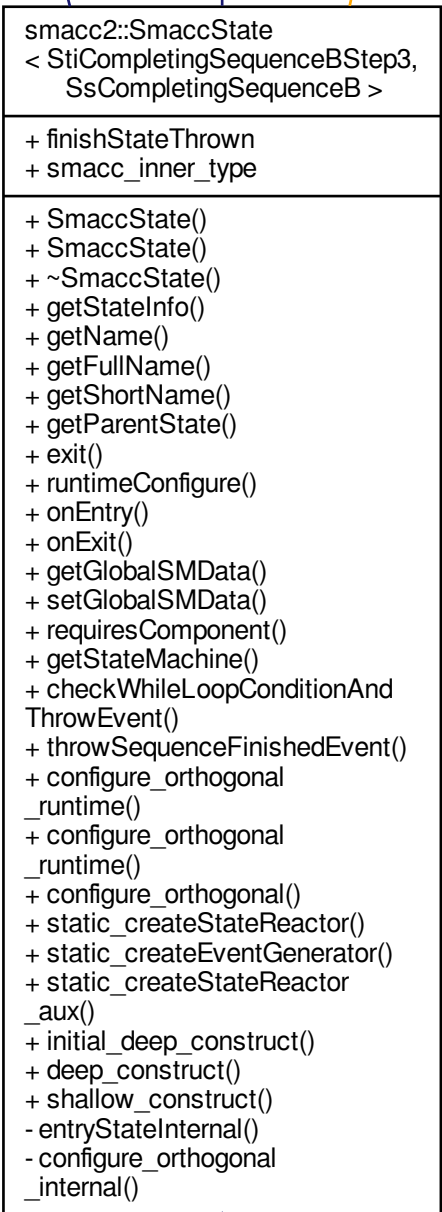 smacc2::SmaccState
< StiCompletingSequenceBStep3,
SsCompletingSequenceB >
+ finishStateThrown
+ smacc_inner_type
+ SmaccState()
+ SmaccState()
+ ~SmaccState()
+ getStateInfo()
+ getName()
+ getFullName()
+ getShortName()
+ getParentState()
+ exit()
+ runtimeConfigure()
+ onEntry()
+ onExit()
+ getGlobalSMData()
+ setGlobalSMData()
+ requiresComponent()
+ getStateMachine()
+ checkWhileLoopConditionAnd
ThrowEvent()
+ throwSequenceFinishedEvent()
+ configure_orthogonal
_runtime()
+ configure_orthogonal
_runtime()
+ configure_orthogonal()
+ static_createStateReactor()
+ static_createEventGenerator()
+ static_createStateReactor
_aux()
+ initial_deep_construct()
+ deep_construct()
+ shallow_construct()
- entryStateInternal()
- configure_orthogonal
_internal()